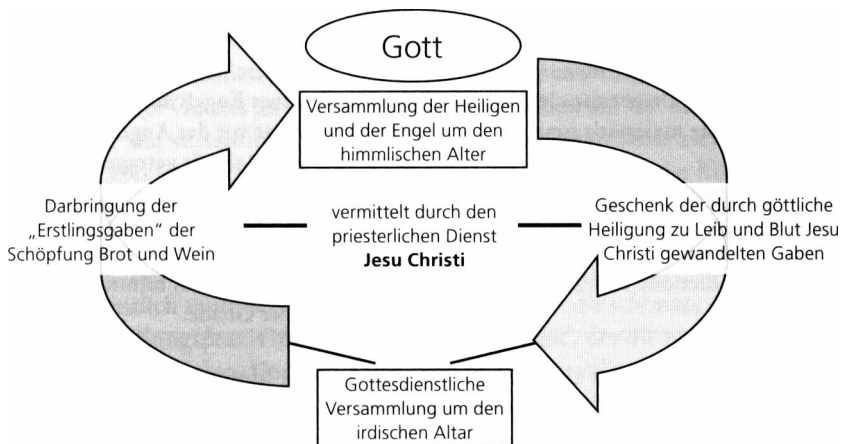 Gott
Versammlung der Heiligen
und der Engel um den
himmlischen Alter
Darbringung der
„Erstlingsgaben“ der
Schöpfung Brot und Wein
vermittelt durch den
priesterlichen Dienst
Jesu Christi
Geschenk der durch göttliche
Heiligung zu Leib und Blut Jesu
Christi gewandelten Gaben
Gottesdienstliche
Versammlung um den
irdischen Altar